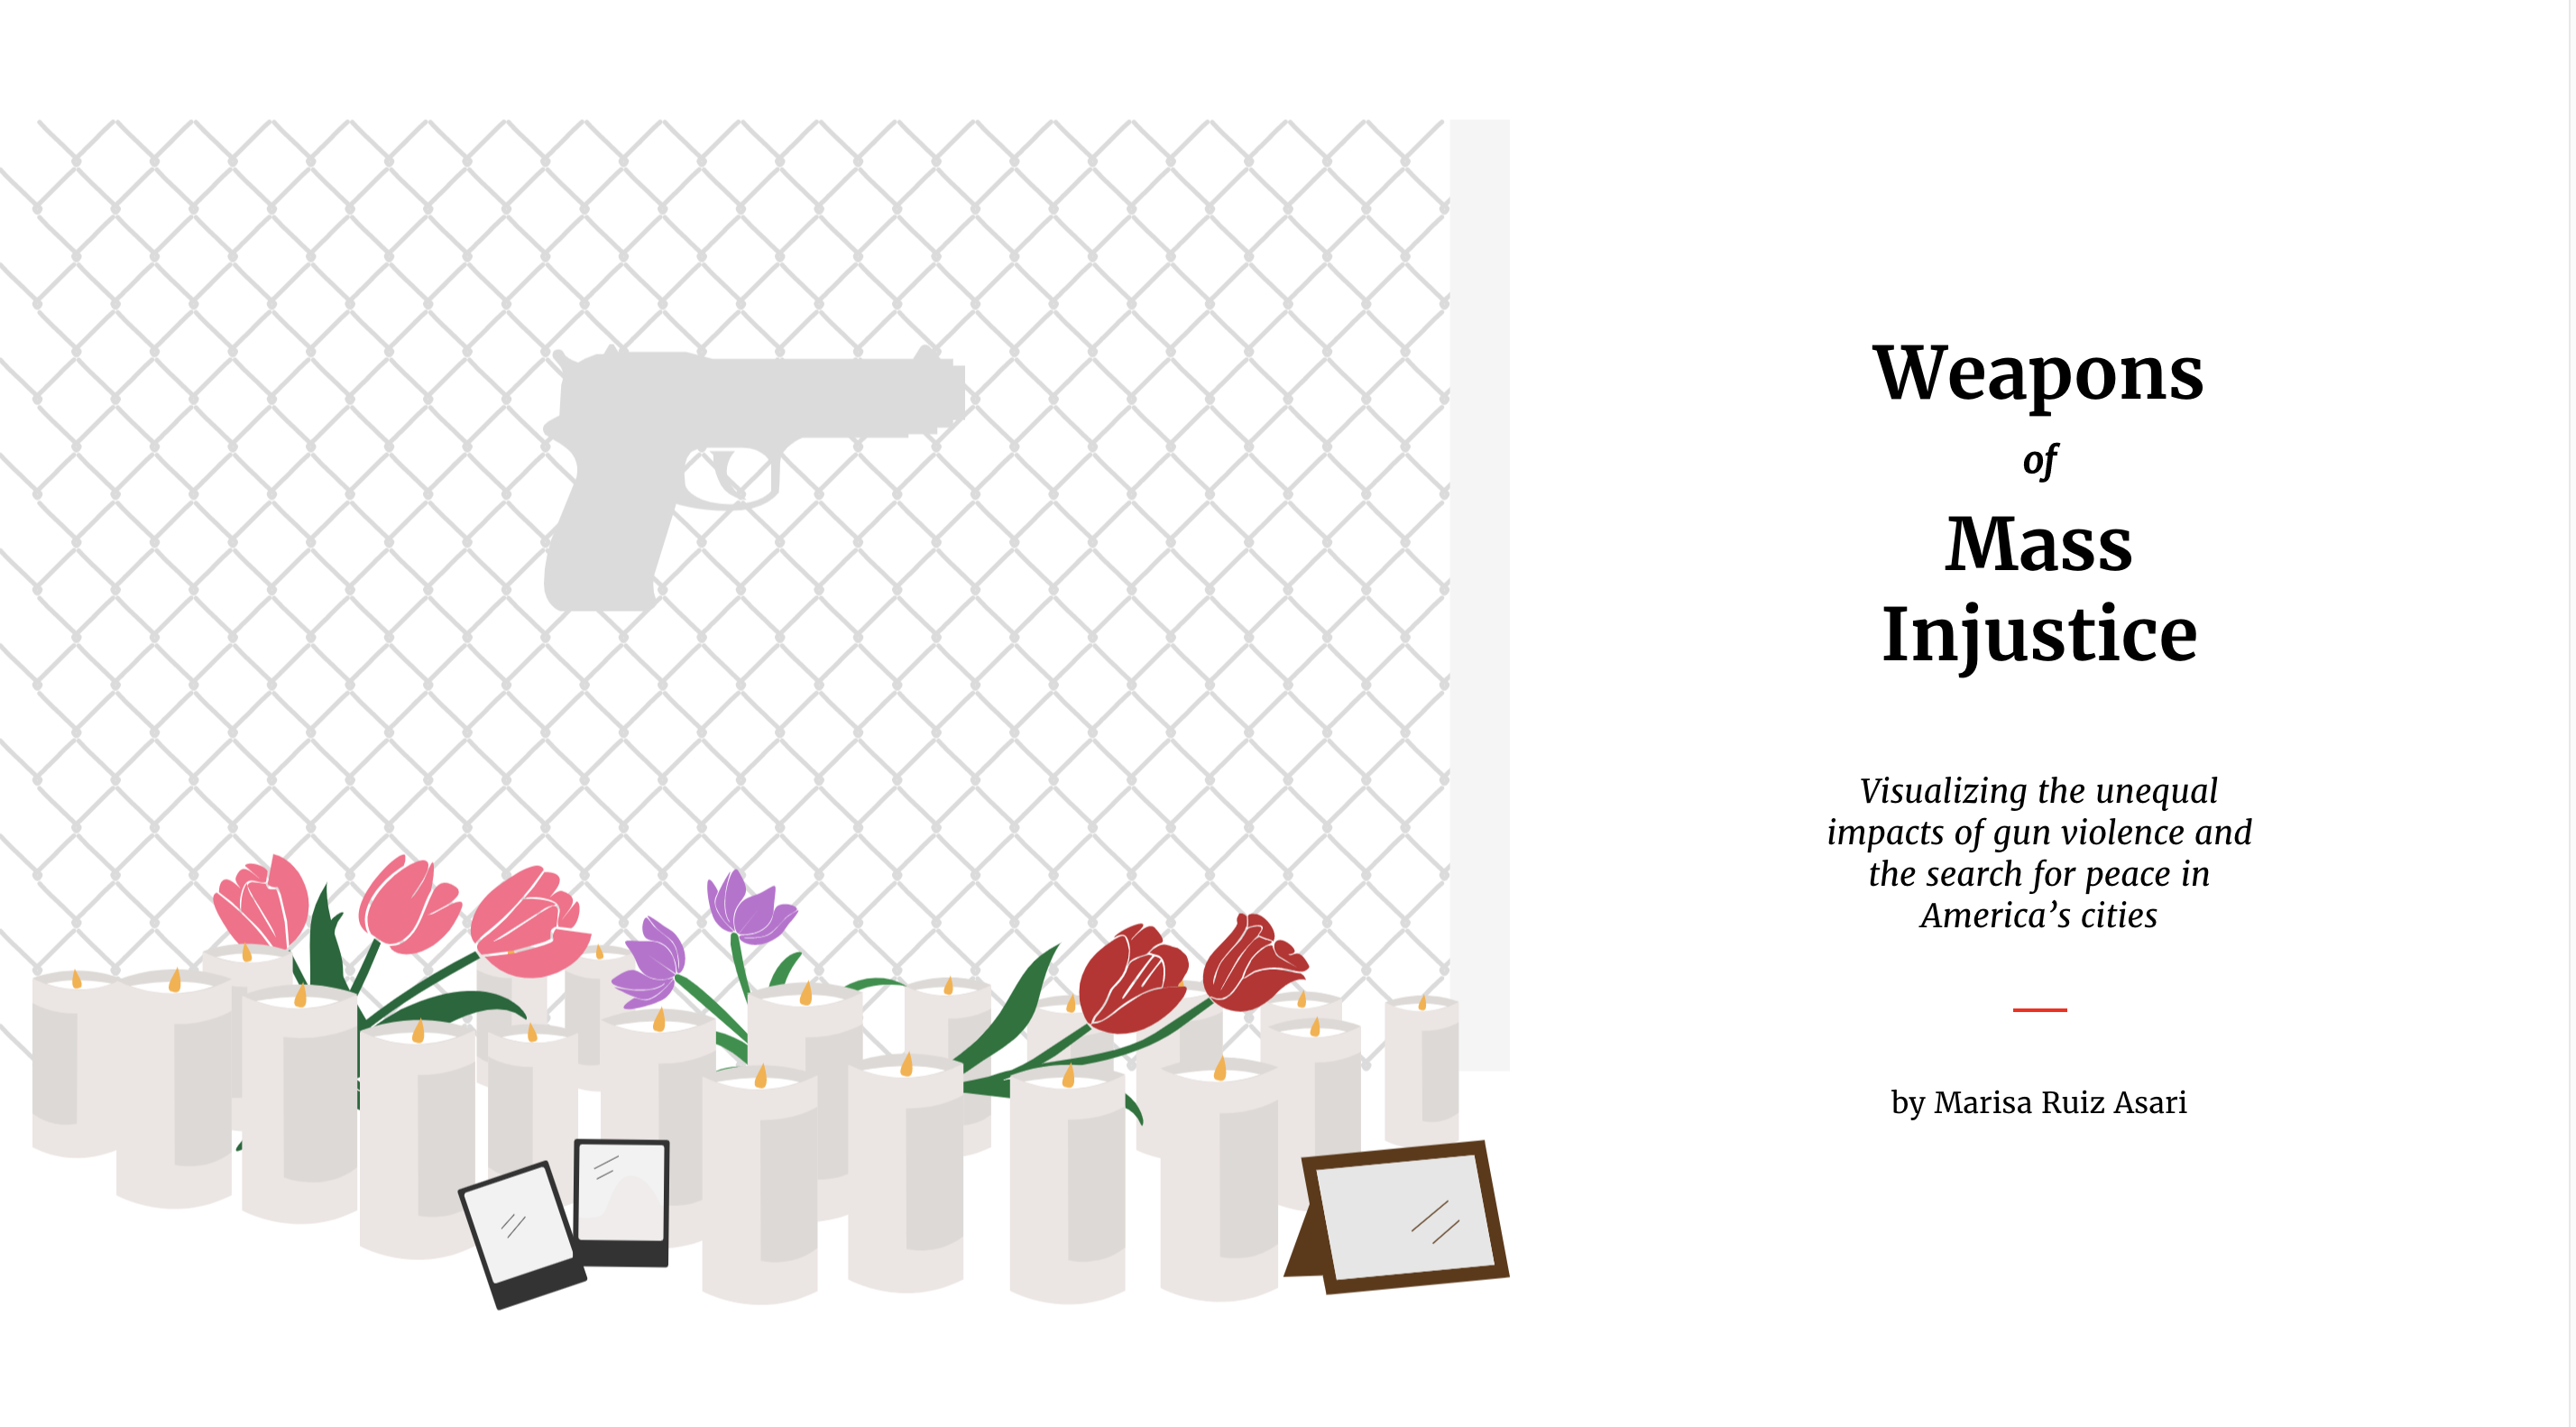 Weapons
of
Mass
Injustice
Visualizing the unequal
impacts of gun violence and
the search for peace in
America’s cities
by Marisa Ruiz Asari